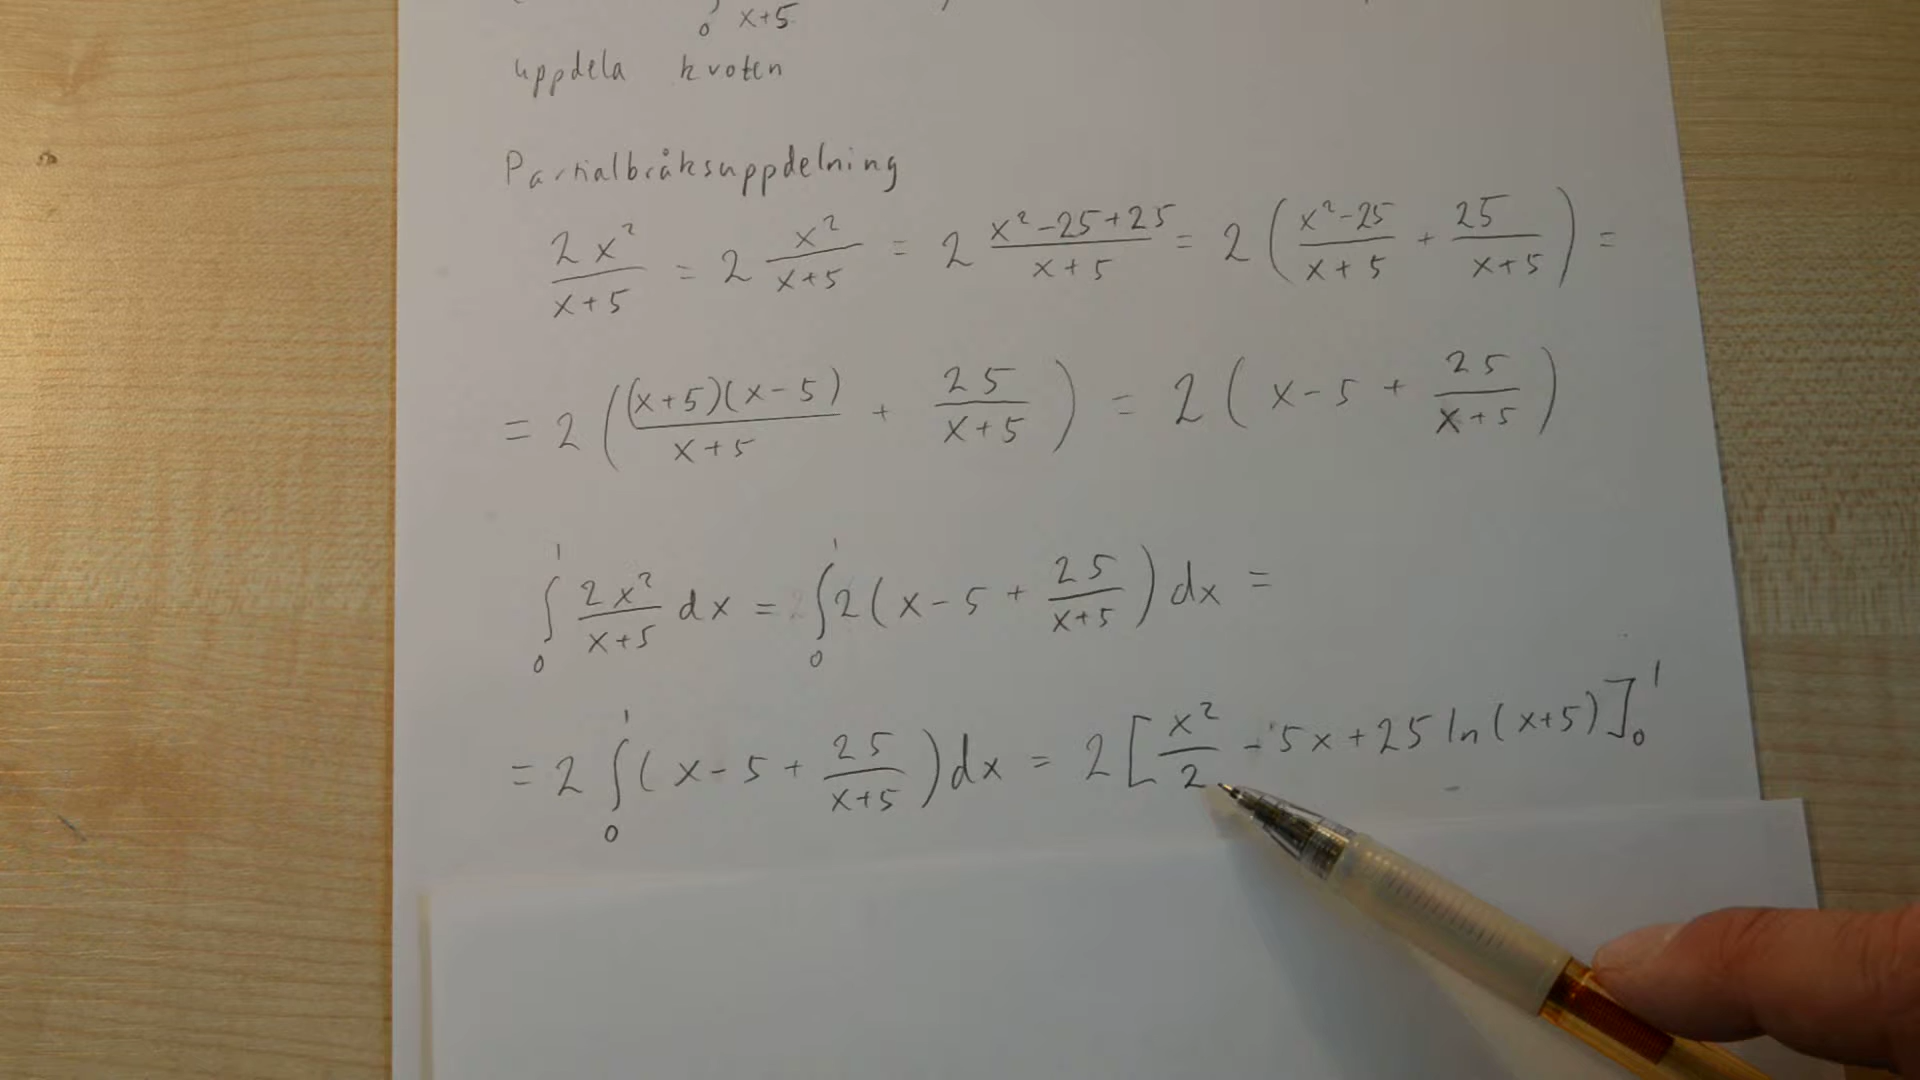 0 x+5
uppdela kvoten
Partialbråksuppdelning
2x²/(x+5) = 2 x²/(x+5) = 2 (x²-25+25)/(x+5) = 2 ( (x²-25)/(x+5) + 25/(x+5) ) =
= 2 ( (x+5)(x-5)/(x+5) + 25/(x+5) ) = 2 ( x-5 + 25/(x+5) )
∫₀¹ 2x²/(x+5) dx = ∫₀¹ 2 ( x-5 + 25/(x+5) ) dx =
= 2 ∫₀¹ ( x-5 + 25/(x+5) ) dx = 2 [ x²/2 - 5x + 25 ln(x+5) ]₀¹